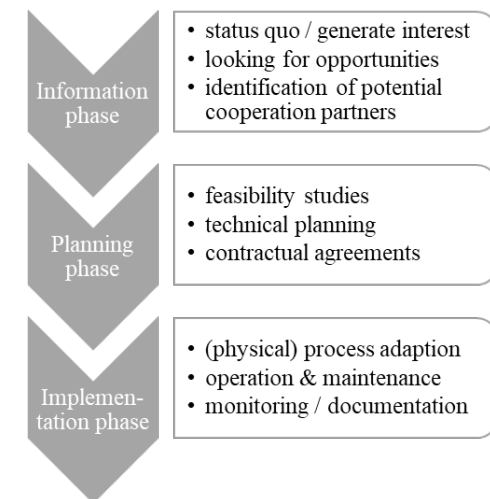 Information
phase
• status quo / generate interest
• looking for opportunities
• identification of potential
cooperation partners
Planning
phase
• feasibility studies
• technical planning
• contractual agreements
Implemen-
tation phase
• (physical) process adaption
• operation & maintenance
• monitoring / documentation